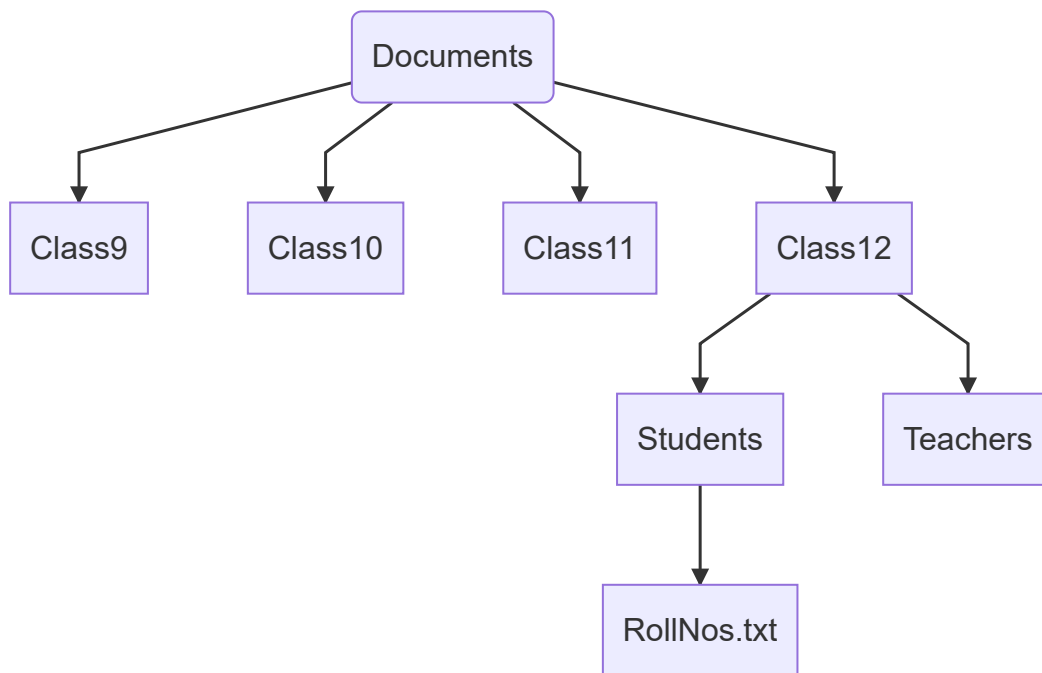 Documents
Class9
Class10
Class11
Class12
Students
Teachers
RollNos.txt